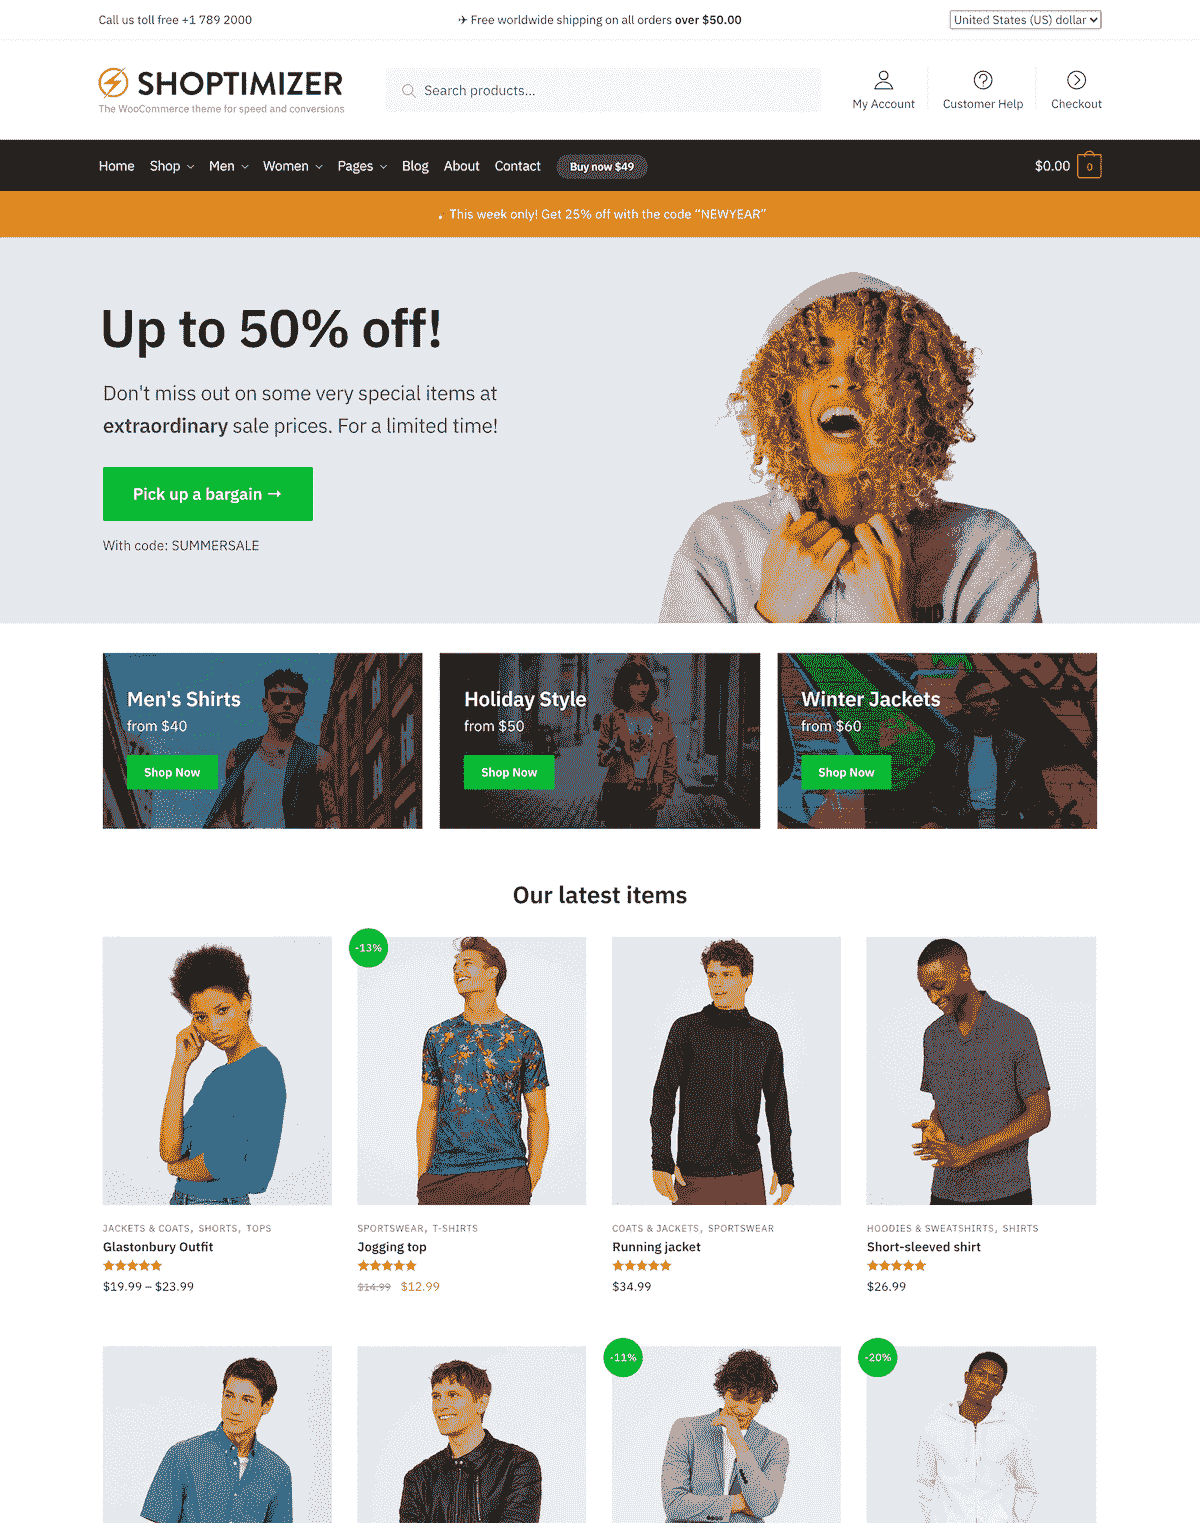 Call us toll free +1 789 2000
✈ Free worldwide shipping on all orders over $50.00
United States (US) dollar
SHOPTIMIZER
The WooCommerce theme for speed and conversions
Search products...
My Account
Customer Help
Checkout
Home Shop Men Women Pages Blog About Contact Buy now $49
$0.00 0
This week only! Get 25% off with the code “NEWYEAR”
Up to 50% off!
Don't miss out on some very special items at
extraordinary sale prices. For a limited time!
Pick up a bargain →
With code: SUMMERSALE
Men's Shirts
from $40
Shop Now
Holiday Style
from $50
Shop Now
Winter Jackets
from $60
Shop Now
Our latest items
JACKETS & COATS, SHORTS, TOPS
Glastonbury Outfit
$19.99 – $23.99
-13%
SPORTSWEAR, T-SHIRTS
Jogging top
$14.99 $12.99
COATS & JACKETS, SPORTSWEAR
Running jacket
$34.99
HOODIES & SWEATSHIRTS, SHIRTS
Short-sleeved shirt
$26.99
-11%
-20%